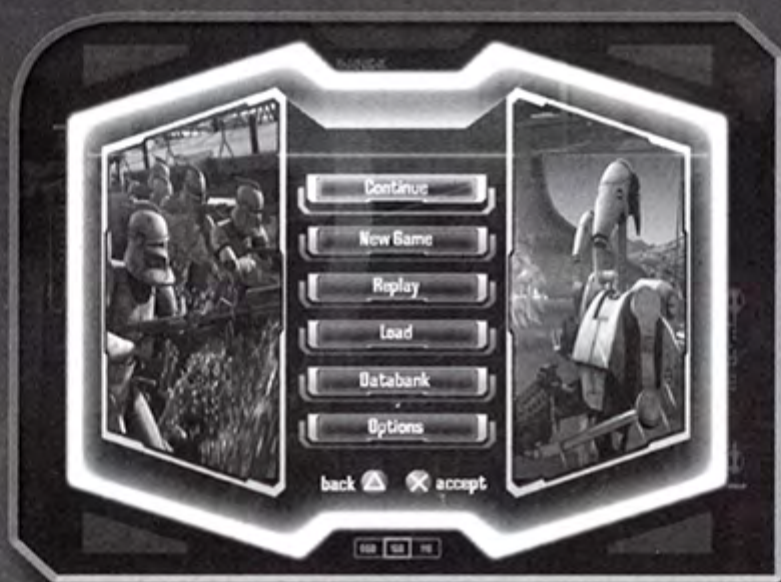 Continue
New Game
Replay
Load
Databank
Options
back accept